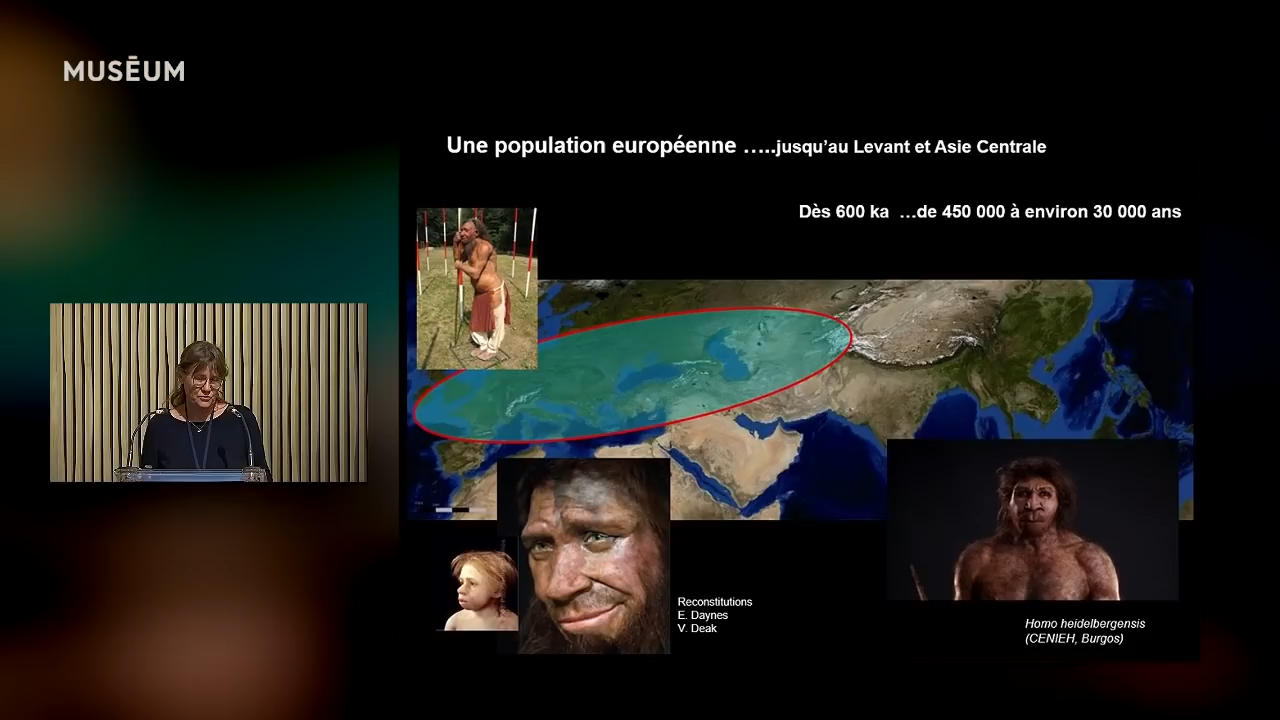 MUSĒUM
Une population européenne …..jusqu'au Levant et Asie Centrale
Dès 600 ka …de 450 000 à environ 30 000 ans
Reconstitutions
E. Daynes
V. Deak
Homo heidelbergensis
(CENIEH, Burgos)